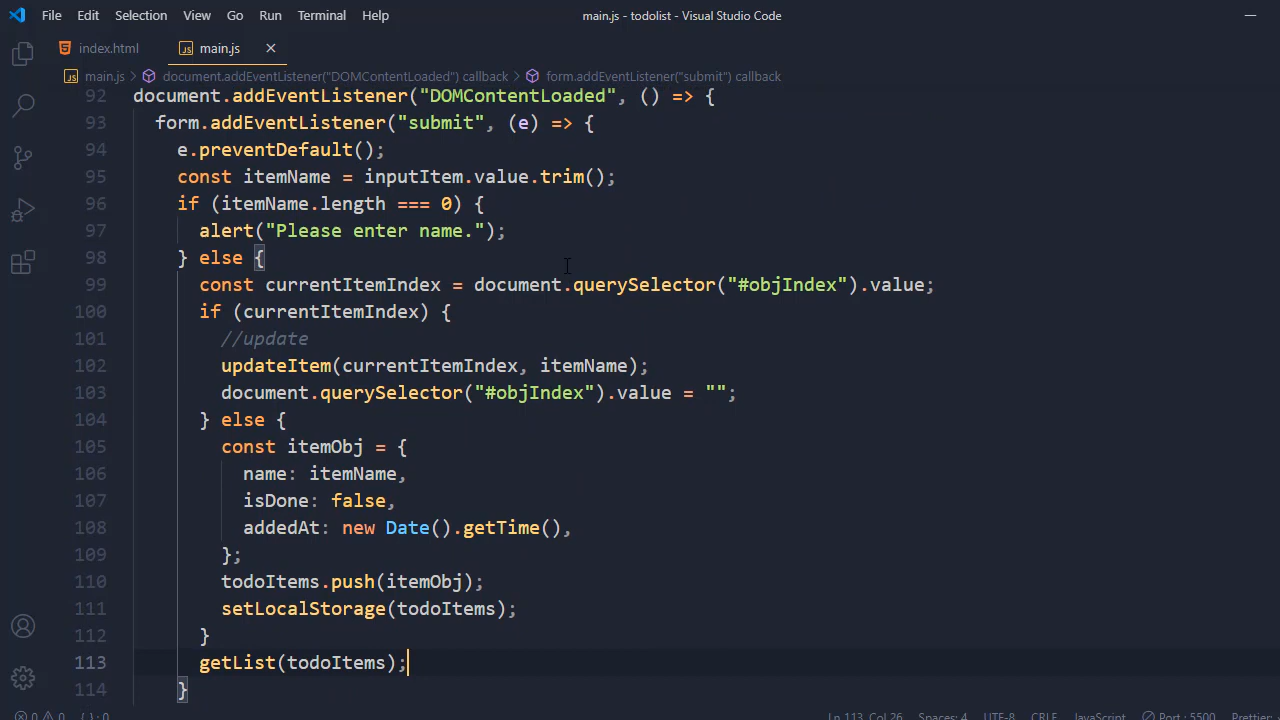 File Edit Selection View Go Run Terminal Help main.js - todolist - Visual Studio Code
index.html JS main.js
JS main.js > document.addEventListener("DOMContentLoaded") callback > form.addEventListener("submit") callback
92 document.addEventListener("DOMContentLoaded", () => {
93 form.addEventListener("submit", (e) => {
94 e.preventDefault();
95 const itemName = inputItem.value.trim();
96 if (itemName.length === 0) {
97 alert("Please enter name.");
98 } else {
99 const currentItemIndex = document.querySelector("#objIndex").value;
100 if (currentItemIndex) {
101 //update
102 updateItem(currentItemIndex, itemName);
103 document.querySelector("#objIndex").value = "";
104 } else {
105 const itemObj = {
106 name: itemName,
107 isDone: false,
108 addedAt: new Date().getTime(),
109 };
110 todoItems.push(itemObj);
111 setLocalStorage(todoItems);
112 }
113 getList(todoItems);
114 }
0 0 { } : 0 Ln 113, Col 26 Spaces: 4 UTF-8 CRLF JavaScript Port : 5500 Prettier